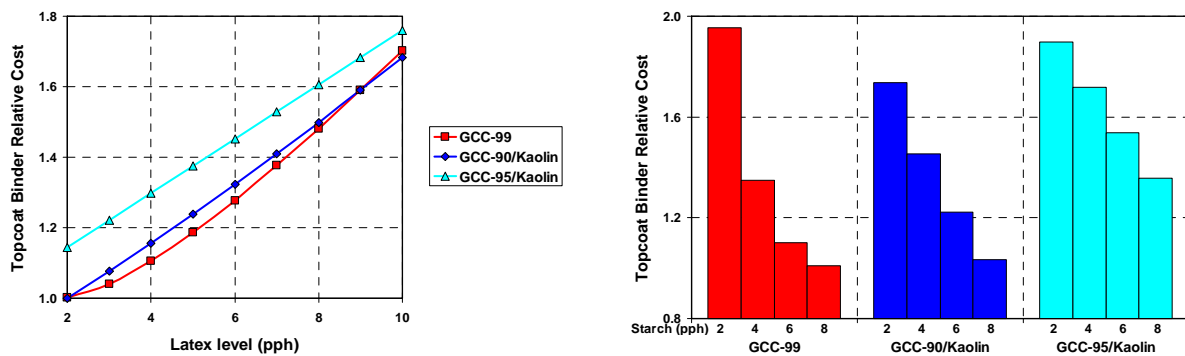 Topcoat Binder Relative Cost
1.8
1.6
1.4
1.2
1.0
2 4 6 8 10
Latex level (pph)
GCC-99
GCC-90/Kaolin
GCC-95/Kaolin
Topcoat Binder Relative Cost
2.0
1.6
1.2
0.8
Starch (pph) 2 4 6 8 2 4 6 8 2 4 6 8
GCC-99 GCC-90/Kaolin GCC-95/Kaolin